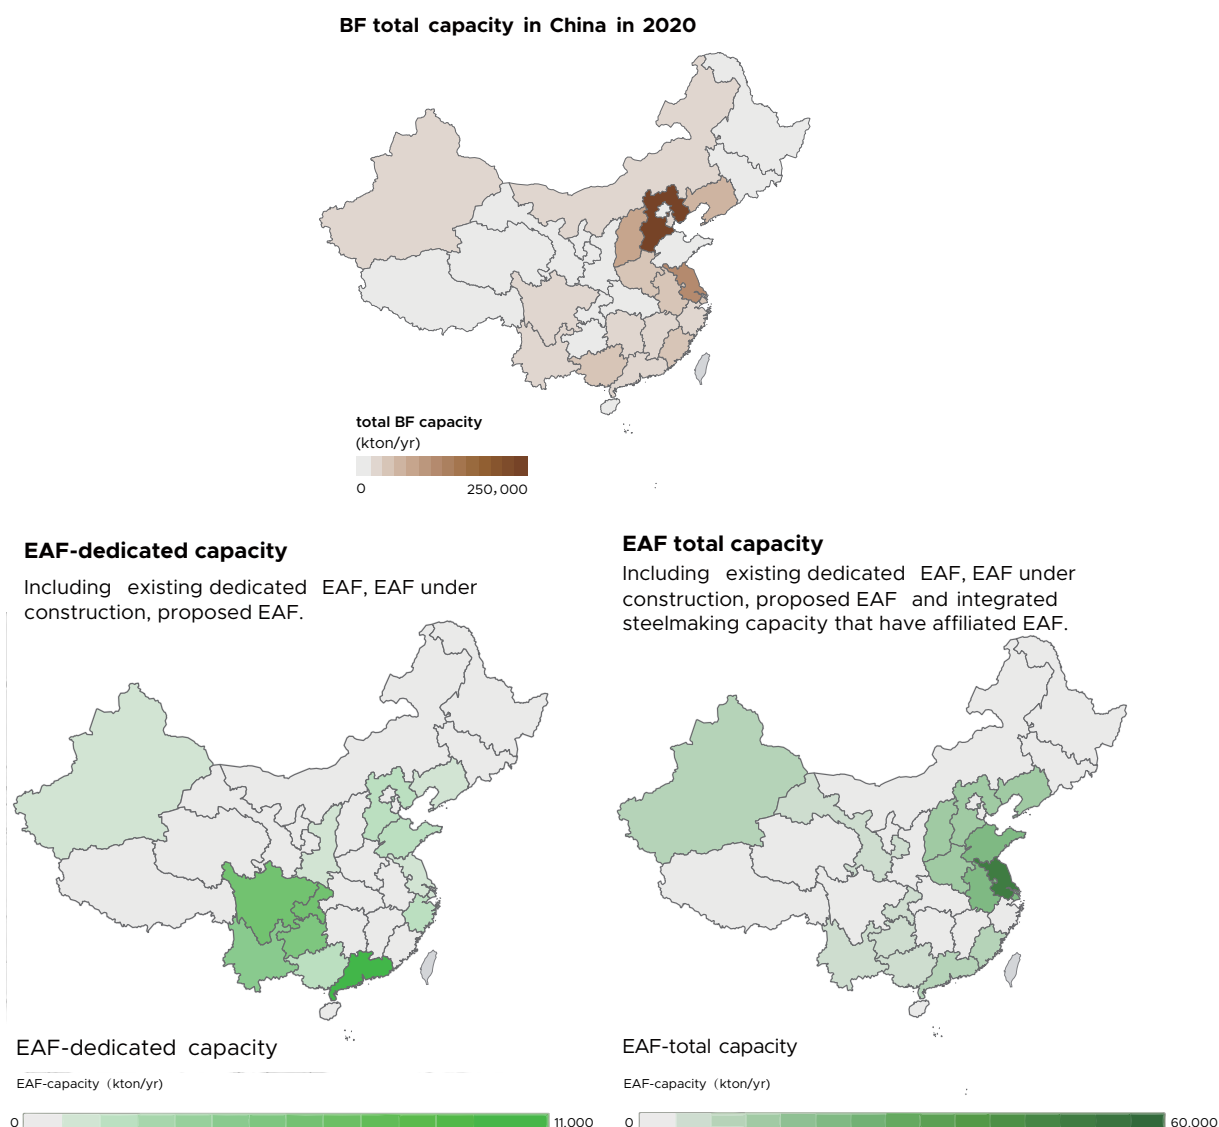 BF total capacity in China in 2020
total BF capacity
(kton/yr)
0 250,000
EAF-dedicated capacity
Including existing dedicated EAF, EAF under
construction, proposed EAF.
EAF total capacity
Including existing dedicated EAF, EAF under
construction, proposed EAF and integrated
steelmaking capacity that have affiliated EAF.
EAF-dedicated capacity
EAF-capacity (kton/yr)
0 11,000
EAF-total capacity
EAF-capacity (kton/yr)
0 60,000